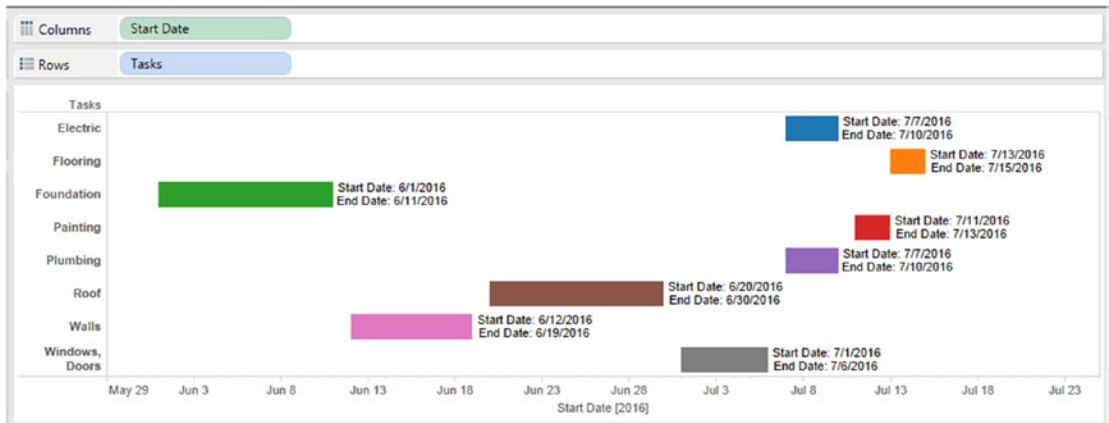 Columns Start Date
Rows Tasks
Tasks
Electric
Start Date: 7/7/2016
End Date: 7/10/2016
Flooring
Start Date: 7/13/2016
End Date: 7/15/2016
Foundation
Start Date: 6/1/2016
End Date: 6/11/2016
Painting
Start Date: 7/11/2016
End Date: 7/13/2016
Plumbing
Start Date: 7/7/2016
End Date: 7/10/2016
Roof
Start Date: 6/20/2016
End Date: 6/30/2016
Walls
Start Date: 6/12/2016
End Date: 6/19/2016
Windows,
Doors
Start Date: 7/1/2016
End Date: 7/6/2016
May 29 Jun 3 Jun 8 Jun 13 Jun 18 Jun 23 Jun 28 Jul 3 Jul 8 Jul 13 Jul 18 Jul 23
Start Date [2016]